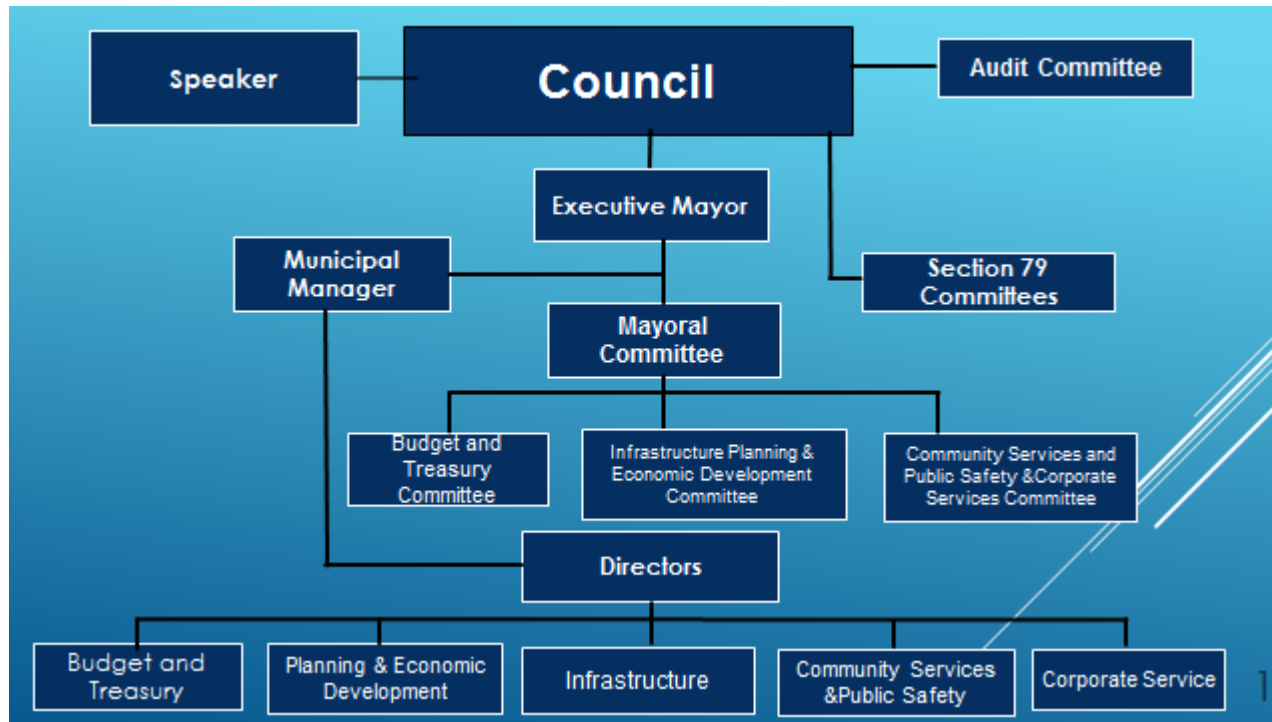 Speaker
Council
Audit Committee
Executive Mayor
Municipal
Manager
Section 79
Committees
Mayoral
Committee
Budget and
Treasury
Committee
Infrastructure Planning &
Economic Development
Committee
Community Services and
Public Safety &Corporate
Services Committee
Directors
Budget and
Treasury
Planning & Economic
Development
Infrastructure
Community Services
&Public Safety
Corporate Service
1